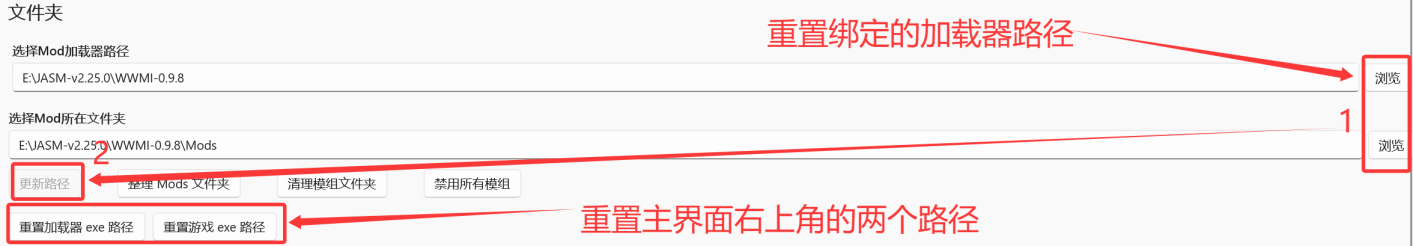 文件夹
重置绑定的加载器路径
选择Mod加载器路径
E:\JASM-v2.25.0\WWMI-0.9.8
浏览
选择Mod所在文件夹
1
E:\JASM-v2.25.0\WWMI-0.9.8\Mods
浏览
2
更新路径
整理 Mods 文件夹
清理模组文件夹
禁用所有模组
重置加载器 exe 路径
重置游戏 exe 路径
重置主界面右上角的两个路径